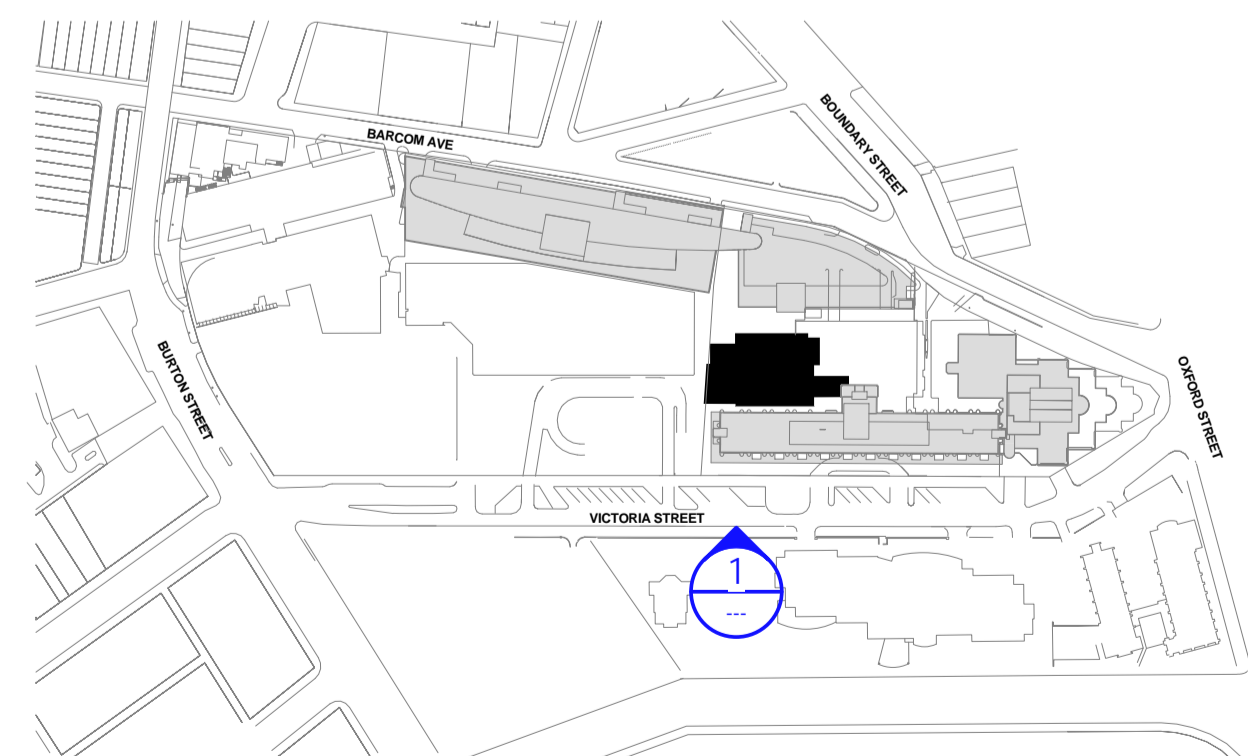 BARCOM AVE
BOUNDARY STREET
BURTON STREET
OXFORD STREET
VICTORIA STREET
1
---